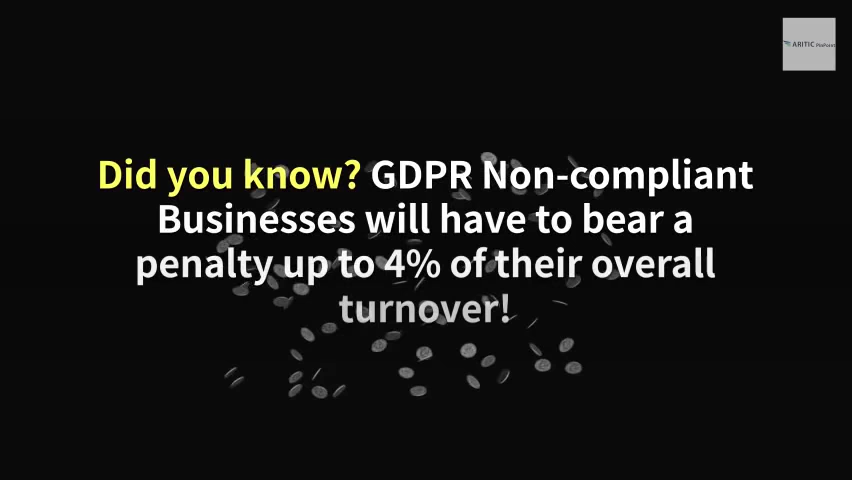 ARITIC PinPoint
Did you know? GDPR Non-compliant
Businesses will have to bear a
penalty up to 4% of their overall
turnover!